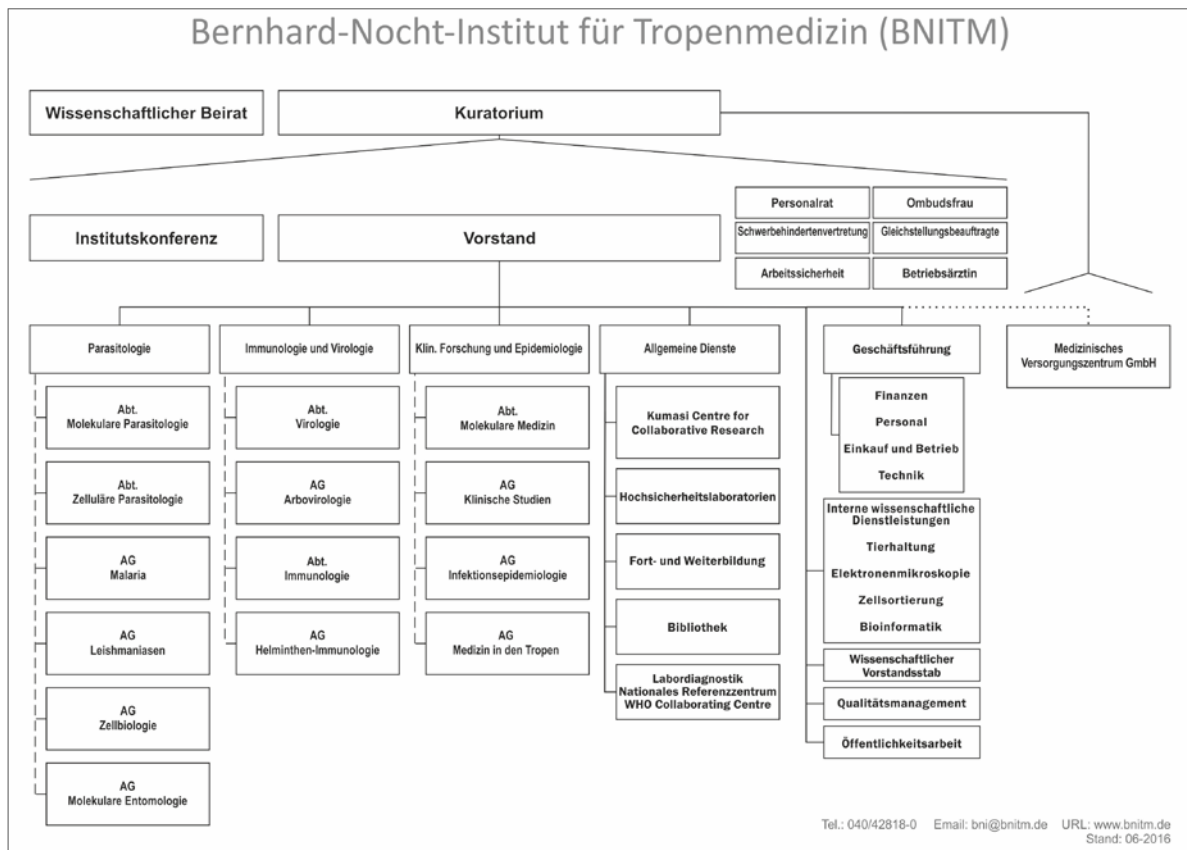 Bernhard-Nocht-Institut für Tropenmedizin (BNITM)
Wissenschaftlicher Beirat
Kuratorium
Personalrat
Ombudsfrau
Schwerbehindertenvertretung
Gleichstellungsbeauftragte
Arbeitssicherheit
Betriebsärztin
Institutskonferenz
Vorstand
Parasitologie
Abt.
Molekulare Parasitologie
Abt.
Zelluläre Parasitologie
AG
Malaria
AG
Leishmaniasen
AG
Zellbiologie
AG
Molekulare Entomologie
Immunologie und Virologie
Abt.
Virologie
AG
Arbovirologie
Abt.
Immunologie
AG
Helminthen-Immunologie
Klin. Forschung und Epidemiologie
Abt.
Molekulare Medizin
AG
Klinische Studien
AG
Infektionsepidemiologie
AG
Medizin in den Tropen
Allgemeine Dienste
Kumasi Centre for
Collaborative Research
Hochsicherheitslaboratorien
Fort- und Weiterbildung
Bibliothek
Labordiagnostik
Nationales Referenzzentrum
WHO Collaborating Centre
Geschäftsführung
Finanzen
Personal
Einkauf und Betrieb
Technik
Interne wissenschaftliche
Dienstleistungen
Tierhaltung
Elektronenmikroskopie
Zellsortierung
Bioinformatik
Wissenschaftlicher
Vorstandsstab
Qualitätsmanagement
Öffentlichkeitsarbeit
Medizinisches
Versorgungszentrum GmbH
Tel.: 040/42818-0 Email: bni@bnitm.de URL: www.bnitm.de
Stand: 06-2016